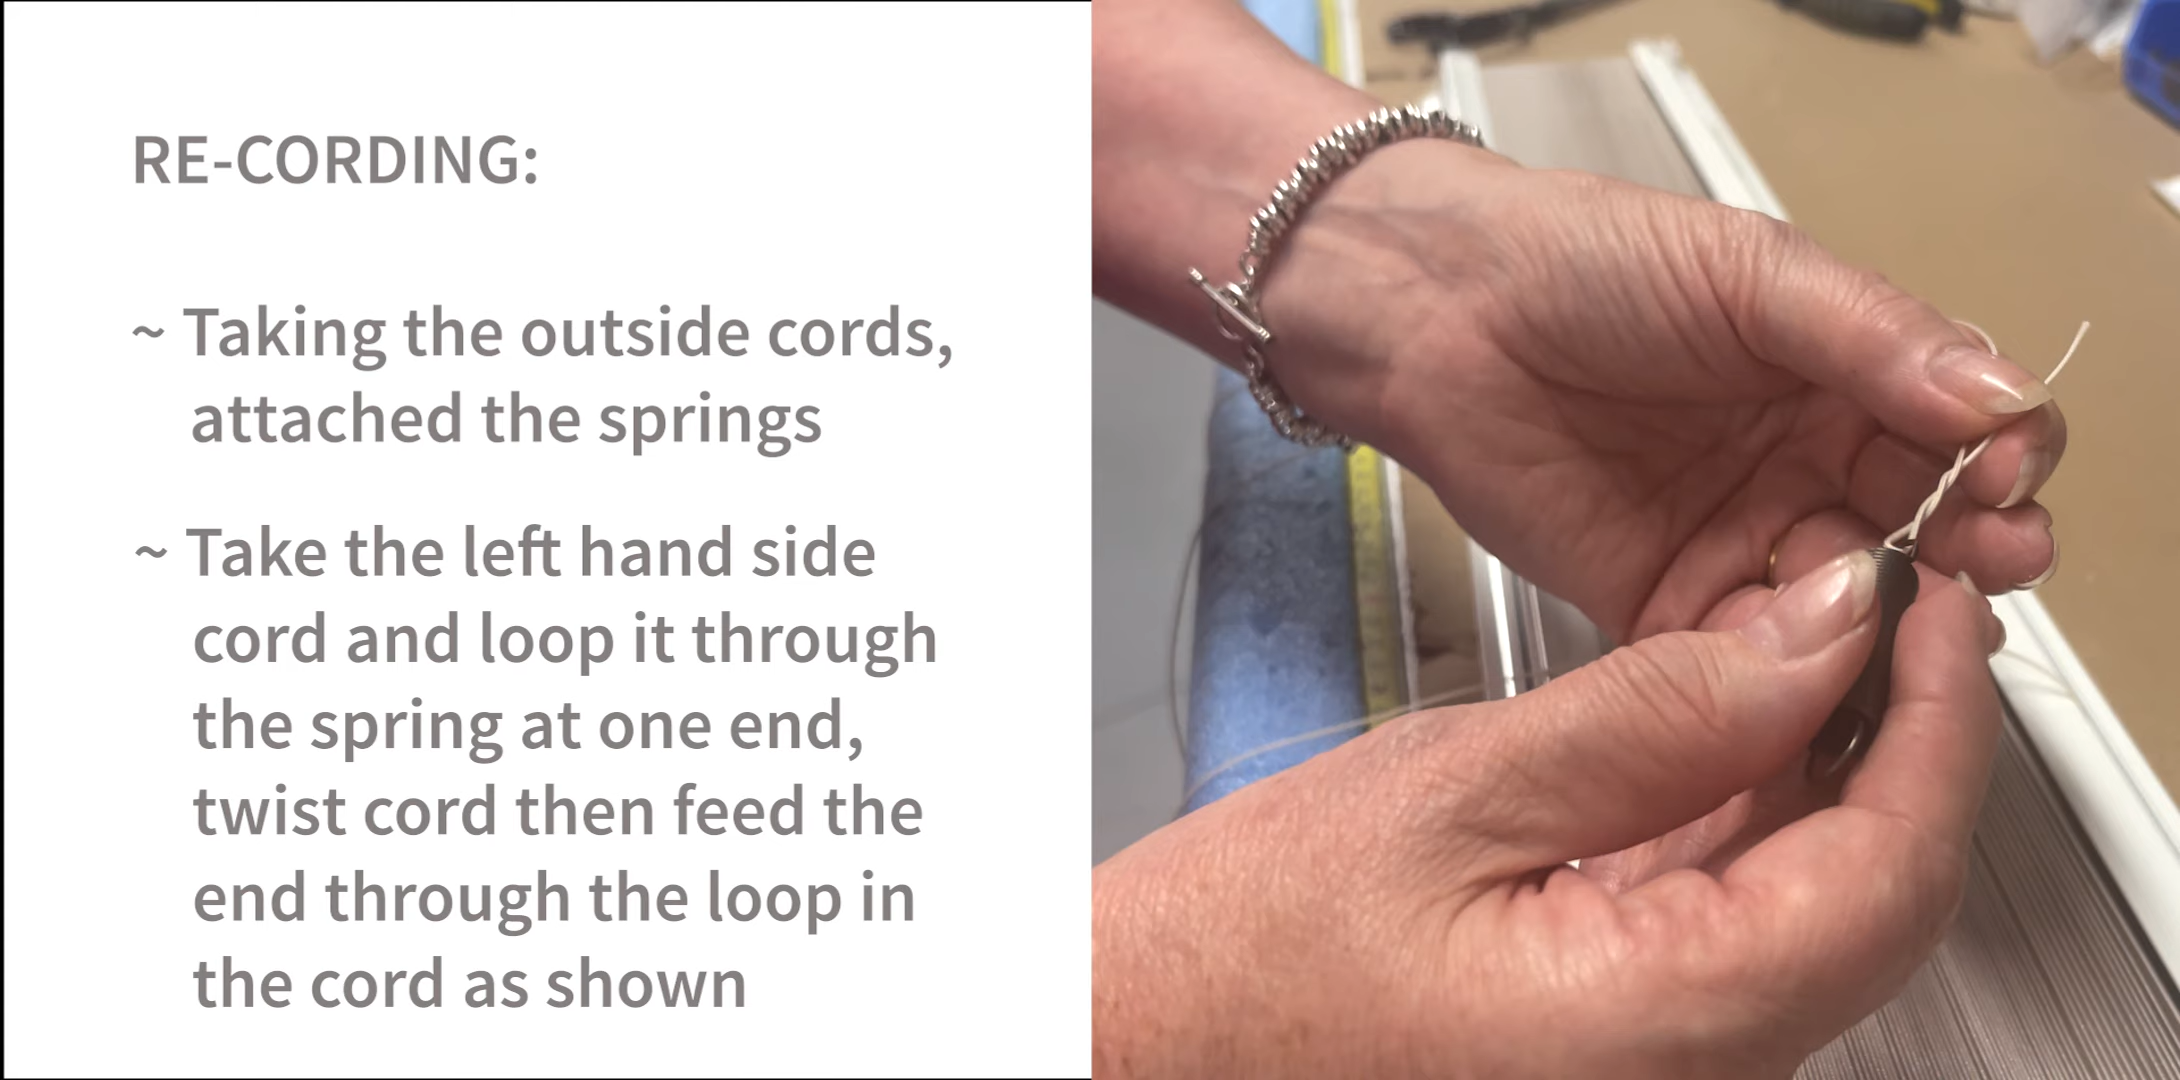 RE-CORDING:
~ Taking the outside cords,
attached the springs
~ Take the left hand side
cord and loop it through
the spring at one end,
twist cord then feed the
end through the loop in
the cord as shown